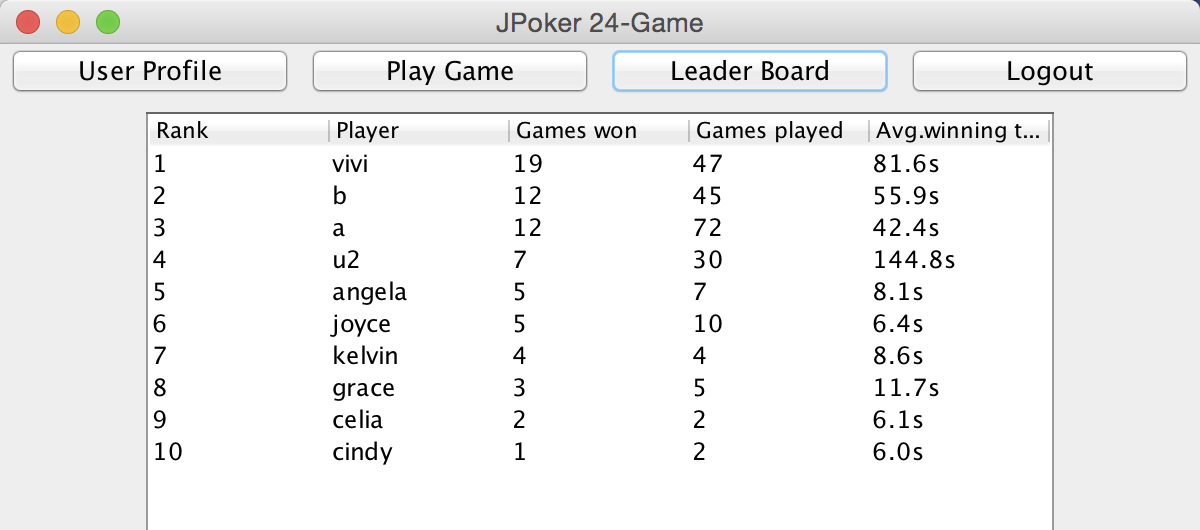 JPoker 24-Game
User Profile Play Game Leader Board Logout
Rank Player Games won Games played Avg.winning t...
1 vivi 19 47 81.6s
2 b 12 45 55.9s
3 a 12 72 42.4s
4 u2 7 30 144.8s
5 angela 5 7 8.1s
6 joyce 5 10 6.4s
7 kelvin 4 4 8.6s
8 grace 3 5 11.7s
9 celia 2 2 6.1s
10 cindy 1 2 6.0s